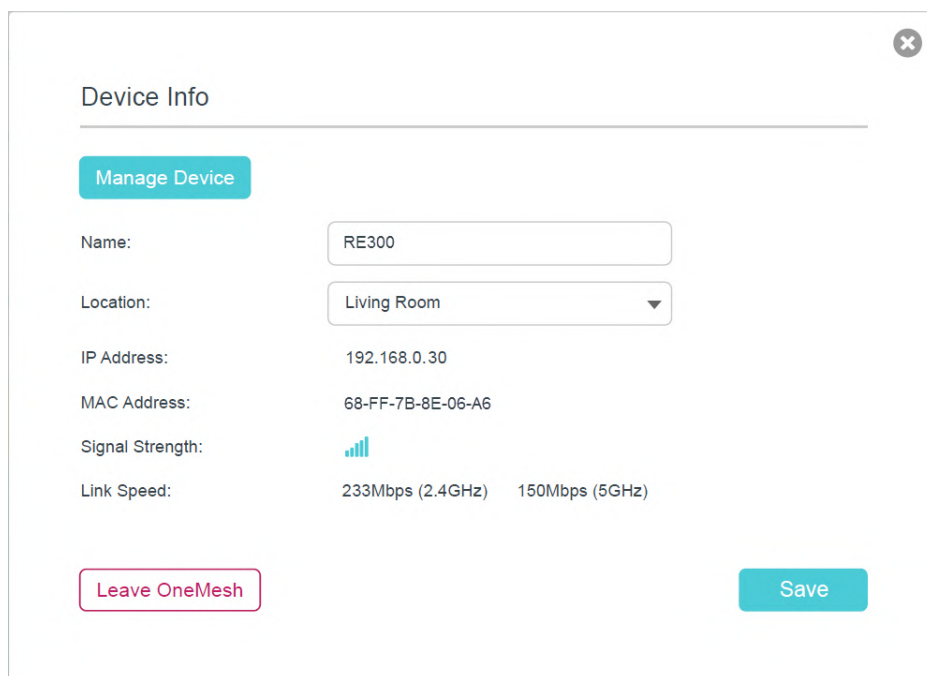 Device Info
Manage Device
Name: RE300
Location: Living Room
IP Address: 192.168.0.30
MAC Address: 68-FF-7B-8E-06-A6
Signal Strength:
Link Speed: 233Mbps (2.4GHz) 150Mbps (5GHz)
Leave OneMesh Save